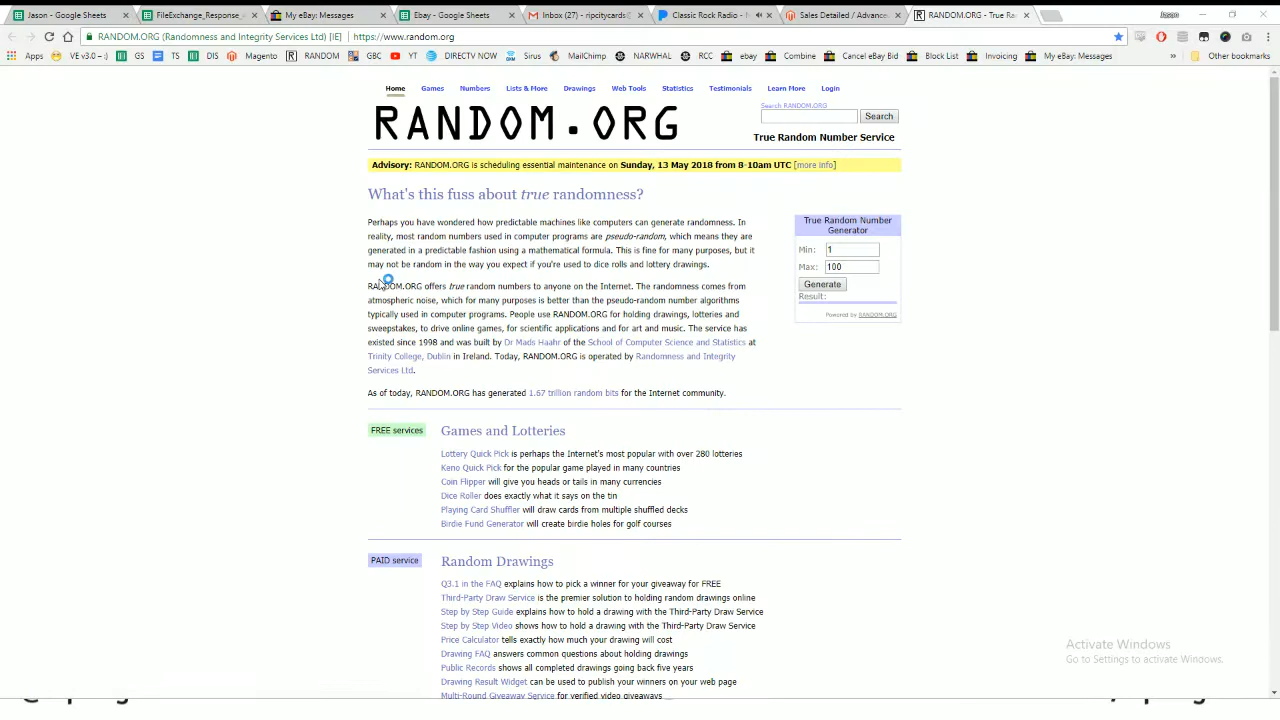 Jason - Google Sheets
FileExchange_Response_
My eBay: Messages
Ebay - Google Sheets
Inbox (27) - ripcitycards
Classic Rock Radio -
Sales Detailed / Advance
RANDOM.ORG - True Ra
Jason
RANDOM.ORG (Randomness and Integrity Services Ltd) [IE] https://www.random.org
Apps VE v3.0 --:) GS TS DIS Magento RANDOM GBC YT DIRECTV NOW Sirus MailChimp NARWHAL RCC ebay Combine Cancel eBay Bid Block List Invoicing My eBay: Messages » Other bookmarks
Home Games Numbers Lists & More Drawings Web Tools Statistics Testimonials Learn More Login
Search RANDOM.ORG
RANDOM.ORG
Search
True Random Number Service
Advisory: RANDOM.ORG is scheduling essential maintenance on Sunday, 13 May 2018 from 8-10am UTC [more info]
What's this fuss about true randomness?
Perhaps you have wondered how predictable machines like computers can generate randomness. In
reality, most random numbers used in computer programs are pseudo-random, which means they are
generated in a predictable fashion using a mathematical formula. This is fine for many purposes, but it
may not be random in the way you expect if you're used to dice rolls and lottery drawings.
RANDOM.ORG offers true random numbers to anyone on the Internet. The randomness comes from
atmospheric noise, which for many purposes is better than the pseudo-random number algorithms
typically used in computer programs. People use RANDOM.ORG for holding drawings, lotteries and
sweepstakes, to drive online games, for scientific applications and for art and music. The service has
existed since 1998 and was built by Dr Mads Haahr of the School of Computer Science and Statistics at
Trinity College, Dublin in Ireland. Today, RANDOM.ORG is operated by Randomness and Integrity
Services Ltd.
As of today, RANDOM.ORG has generated 1.67 trillion random bits for the Internet community.
True Random Number
Generator
Min: 1
Max: 100
Generate
Result:
Powered by RANDOM.ORG
FREE services
Games and Lotteries
Lottery Quick Pick is perhaps the Internet's most popular with over 280 lotteries
Keno Quick Pick for the popular game played in many countries
Coin Flipper will give you heads or tails in many currencies
Dice Roller does exactly what it says on the tin
Playing Card Shuffler will draw cards from multiple shuffled decks
Birdie Fund Generator will create birdie holes for golf courses
PAID service
Random Drawings
Q3.1 in the FAQ explains how to pick a winner for your giveaway for FREE
Third-Party Draw Service is the premier solution to holding random drawings online
Step by Step Guide explains how to hold a drawing with the Third-Party Draw Service
Step by Step Video shows how to hold a drawing with the Third-Party Draw Service
Price Calculator tells exactly how much your drawing will cost
Drawing FAQ answers common questions about holding drawings
Public Records shows all completed drawings going back five years
Drawing Result Widget can be used to publish your winners on your web page
Multi-Round Giveaway Service for verified video giveaways
Activate Windows
Go to Settings to activate Windows.